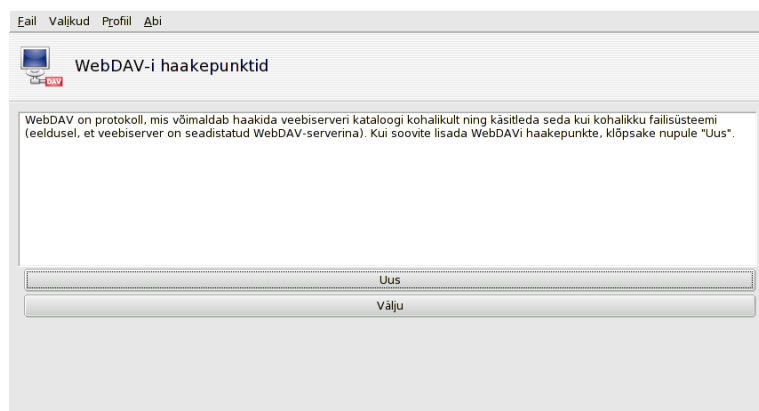 Fail Valikud Profiil Abi
DAV
WebDAV-i haakepunktid
WebDAV on protokoll, mis võimaldab haakida veebiserveri kataloogi kohalikult ning käsitleda seda kui kohalikku failisüsteemi
(eeldusel, et veebiserver on seadistatud WebDAV-serverina). Kui soovite lisada WebDAVi haakepunkte, klõpsake nupule "Uus".
Uus
Välju